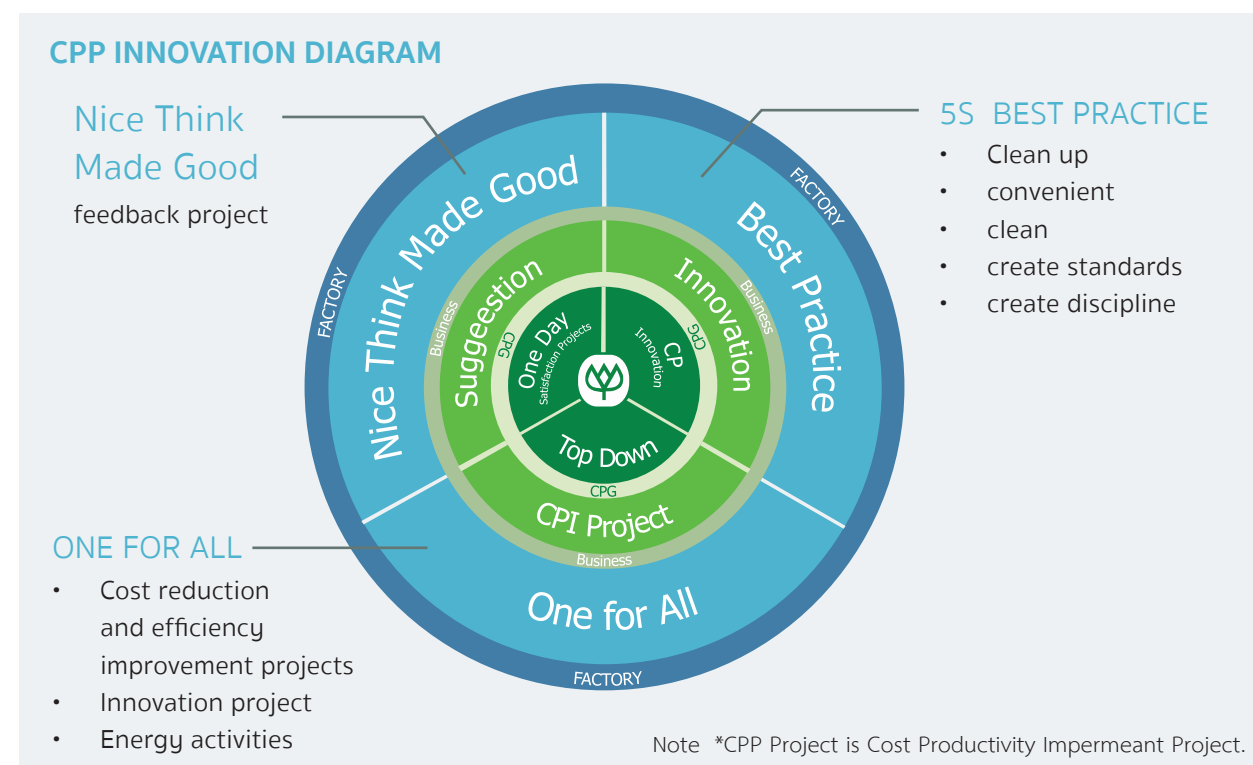 CPP INNOVATION DIAGRAM
Nice Think
Made Good
feedback project
5S BEST PRACTICE
• Clean up
• convenient
• clean
• create standards
• create discipline
ONE FOR ALL
• Cost reduction
and efficiency
improvement projects
• Innovation project
• Energy activities
Nice Think Made Good
Best Practice
One for All
FACTORY
FACTORY
FACTORY
Suggeestion
Innovation
CPI Project
Business
Business
Business
One Day
Satisfaction Projects
CP
Innovation
Top Down
CPG
CPG
CPG
Note *CPP Project is Cost Productivity Impermeant Project.